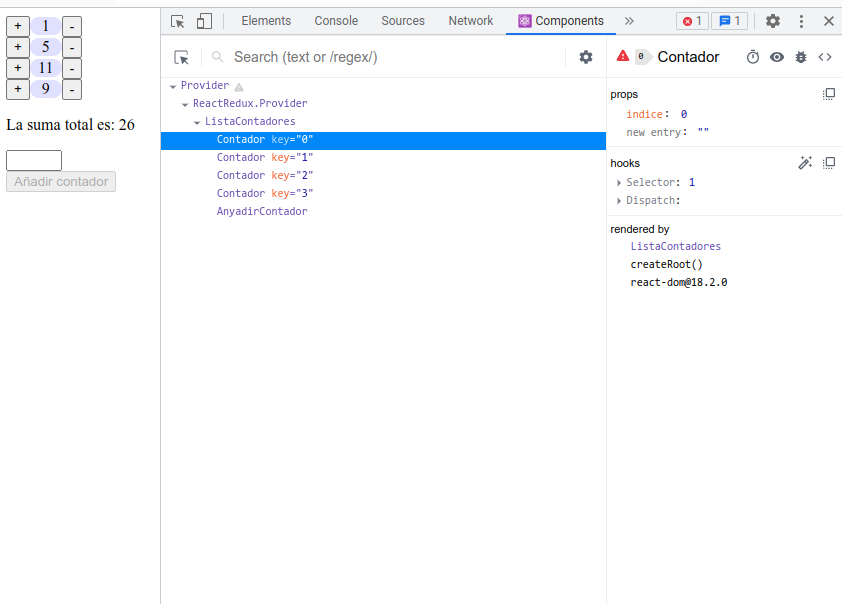 + 1 -
+ 5 -
+ 11 -
+ 9 -
La suma total es: 26
Añadir contador
Elements Console Sources Network Components » 1 1
Search (text or /regex/)
Provider
ReactRedux.Provider
ListaContadores
Contador key="0"
Contador key="1"
Contador key="2"
Contador key="3"
AnyadirContador
0 Contador
props
indice: 0
new entry: ""
hooks
Selector: 1
Dispatch:
rendered by
ListaContadores
createRoot()
react-dom@18.2.0